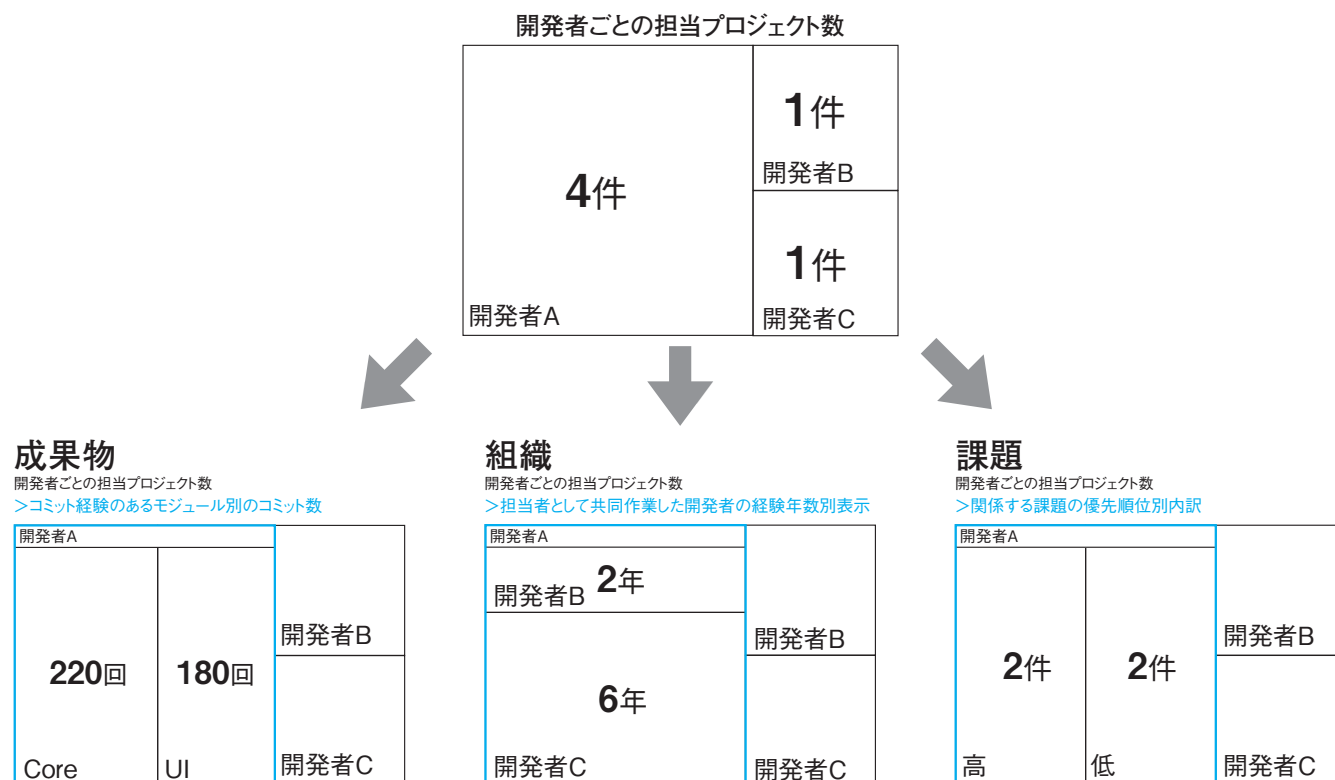 開発者ごとの担当プロジェクト数
4件
開発者A
1件
開発者B
1件
開発者C
成果物
開発者ごとの担当プロジェクト数
>コミット経験のあるモジュール別のコミット数
開発者A
220回
Core
180回
UI
開発者B
開発者C
組織
開発者ごとの担当プロジェクト数
>担当者として共同作業した開発者の経験年数別表示
開発者A
開発者B 2年
6年
開発者C
開発者B
開発者C
課題
開発者ごとの担当プロジェクト数
>関係する課題の優先順位別内訳
開発者A
2件
高
2件
低
開発者B
開発者C